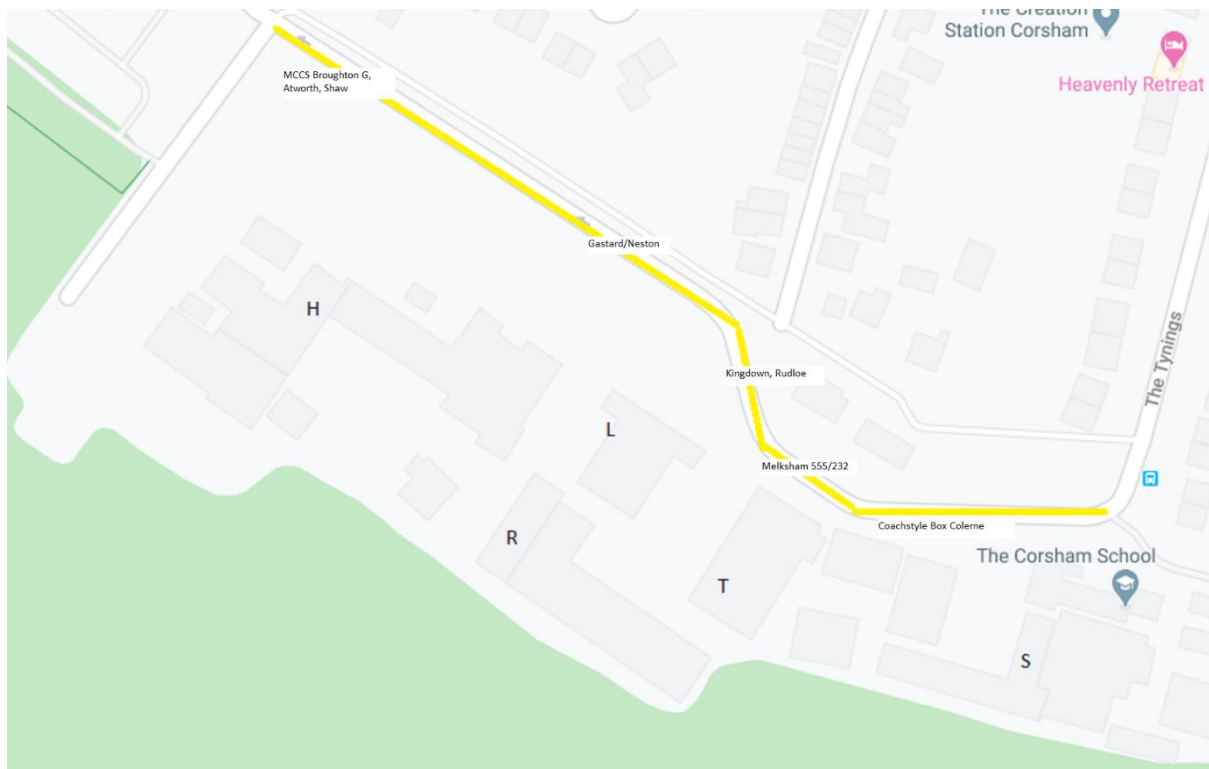 The Creation
Station Corsham
Heavenly Retreat
MCCS Broughton G,
Atworth, Shaw
Gastard/Neston
H
The Tynings
Kingdown, Rudloe
L
Melksham 555/232
Coachstyle Box Colerne
R
The Corsham School
T
S